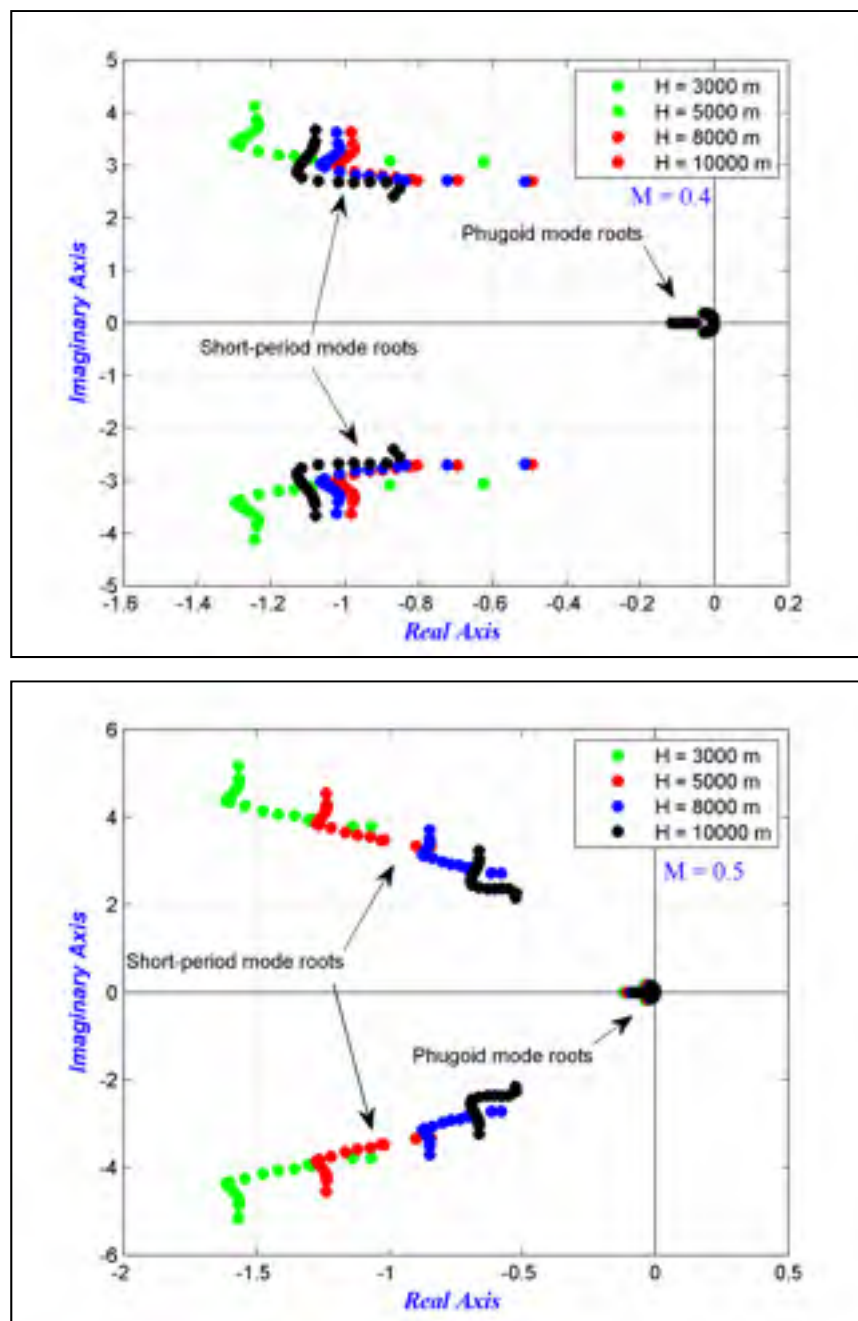 5
4
3
2
1
0
-1
-2
-3
-4
-5
-1.6
-1.4
-1.2
-1
-0.8
-0.6
-0.4
-0.2
0
0.2
Imaginary Axis
Real Axis
H = 3000 m
H = 5000 m
H = 8000 m
H = 10000 m
M = 0.4
Phugoid mode roots
Short-period mode roots
6
4
2
0
-2
-4
-6
-2
-1.5
-1
-0.5
0
0.5
Imaginary Axis
Real Axis
H = 3000 m
H = 5000 m
H = 8000 m
H = 10000 m
M = 0.5
Short-period mode roots
Phugoid mode roots